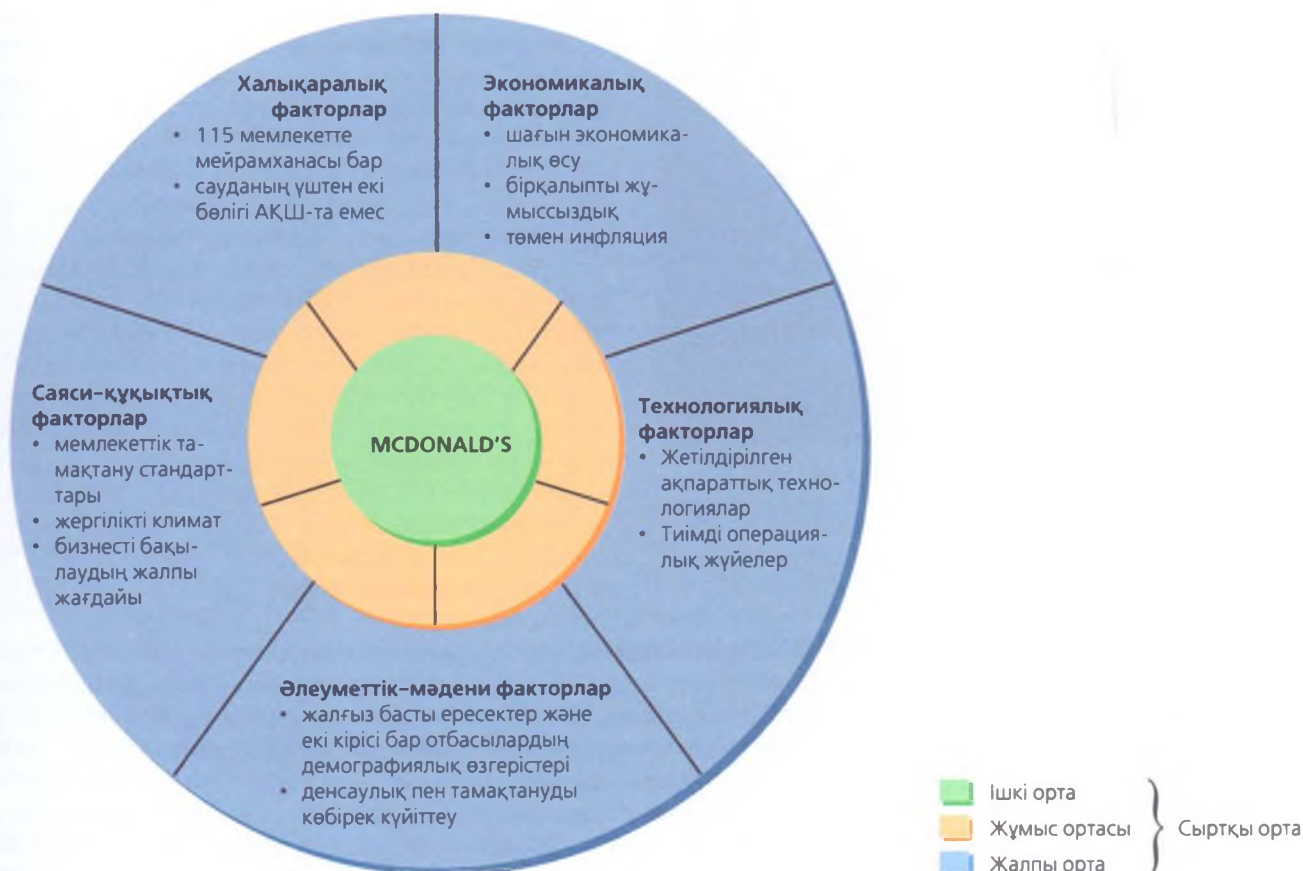 Халықаралық
факторлар
• 115 мемлекетте
мейрамханасы бар
• сауданың үштен екі
бөлігі АҚШ-та емес
Экономикалық
факторлар
• шағын экономика-
лық өсу
• бірқалыпты жұ-
мыссыздық
• төмен инфляция
Саяси-құқықтық
факторлар
• мемлекеттік та-
мақтану стандарт-
тары
• жергілікті климат
• бизнесті бақы-
лаудың жалпы
жағдайы
MCDONALD'S
Технологиялық
факторлар
• Жетілдірілген
ақпараттық техно-
логиялар
• Тиімді операция-
лық жүйелер
Әлеуметтік-мәдени факторлар
• жалғыз басты ересектер және
екі кірісі бар отбасылардың
демографиялық өзгерістері
• денсаулық пен тамақтануды
көбірек күйіттеу
Ішкі орта
Жұмыс ортасы
Жалпы орта
Сыртқы орта